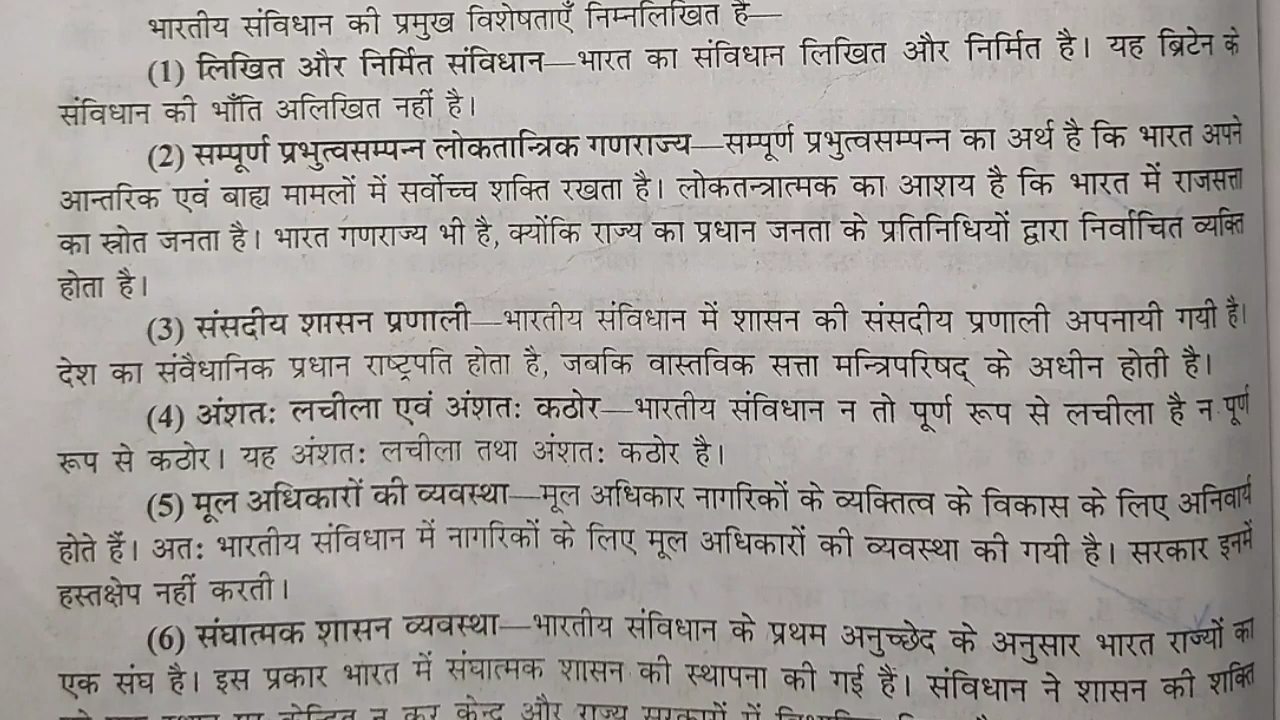 भारतीय संविधान की प्रमुख विशेषताएँ निम्नलिखित हैं—
(1) लिखित और निर्मित संविधान—भारत का संविधान लिखित और निर्मित है। यह ब्रिटेन के
संविधान की भाँति अलिखित नहीं है।
(2) सम्पूर्ण प्रभुत्वसम्पन्न लोकतान्त्रिक गणराज्य—सम्पूर्ण प्रभुत्वसम्पन्न का अर्थ है कि भारत अपने
आन्तरिक एवं बाह्य मामलों में सर्वोच्च शक्ति रखता है। लोकतन्त्रात्मक का आशय है कि भारत में राजसत्ता
का स्रोत जनता है। भारत गणराज्य भी है, क्योंकि राज्य का प्रधान जनता के प्रतिनिधियों द्वारा निर्वाचित व्यक्ति
होता है।
(3) संसदीय शासन प्रणाली—भारतीय संविधान में शासन की संसदीय प्रणाली अपनायी गयी है।
देश का संवैधानिक प्रधान राष्ट्रपति होता है, जबकि वास्तविक सत्ता मन्त्रिपरिषद् के अधीन होती है।
(4) अंशतः लचीला एवं अंशतः कठोर—भारतीय संविधान न तो पूर्ण रूप से लचीला है न पूर्ण
रूप से कठोर। यह अंशतः लचीला तथा अंशतः कठोर है।
(5) मूल अधिकारों की व्यवस्था—मूल अधिकार नागरिकों के व्यक्तित्व के विकास के लिए अनिवार्य
होते हैं। अतः भारतीय संविधान में नागरिकों के लिए मूल अधिकारों की व्यवस्था की गयी है। सरकार इनमें
हस्तक्षेप नहीं करती।
(6) संघात्मक शासन व्यवस्था—भारतीय संविधान के प्रथम अनुच्छेद के अनुसार भारत राज्यों का
एक संघ है। इस प्रकार भारत में संघात्मक शासन की स्थापना की गई हैं। संविधान ने शासन की शक्ति
न कर केन्द्र और राज्य सरकारों में